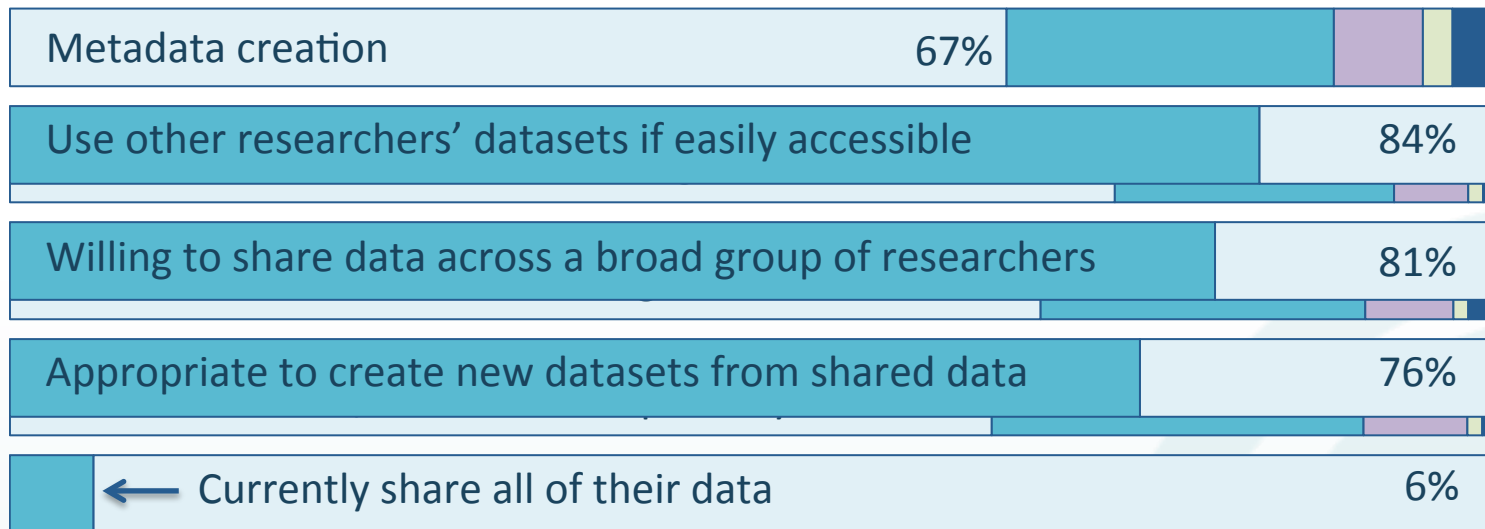 Metadata creation 67%
Use other researchers’ datasets if easily accessible 84%
Willing to share data across a broad group of researchers 81%
Appropriate to create new datasets from shared data 76%
Currently share all of their data 6%